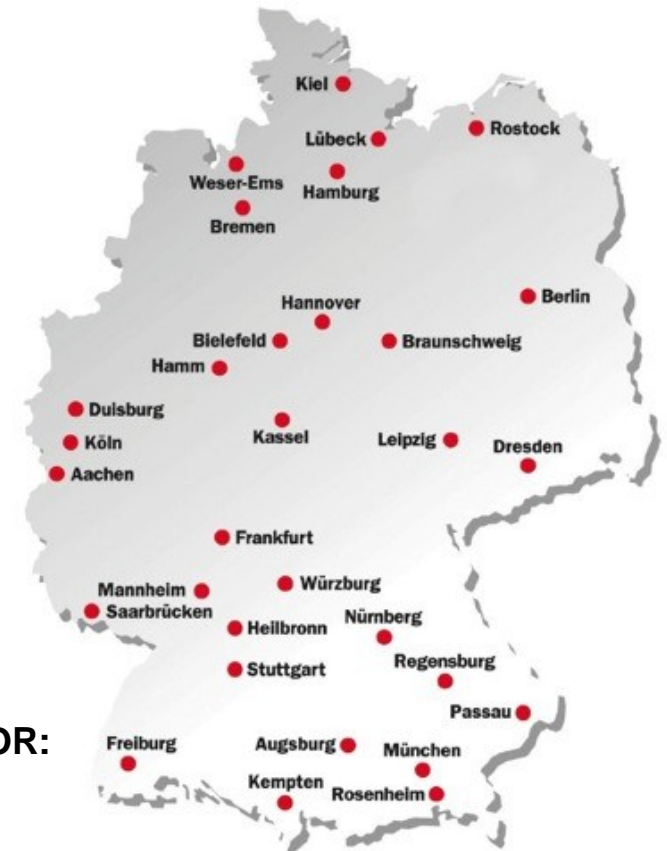 Kiel
Rostock
Lübeck
Weser-Ems
Hamburg
Bremen
Berlin
Hannover
Bielefeld
Braunschweig
Hamm
Duisburg
Kassel
Leipzig
Köln
Dresden
Aachen
Frankfurt
Würzburg
Mannheim
Saarbrücken
Nürnberg
Heilbronn
Regensburg
Stuttgart
Passau
OR:
Freiburg
Augsburg
München
Kempten
Rosenheim